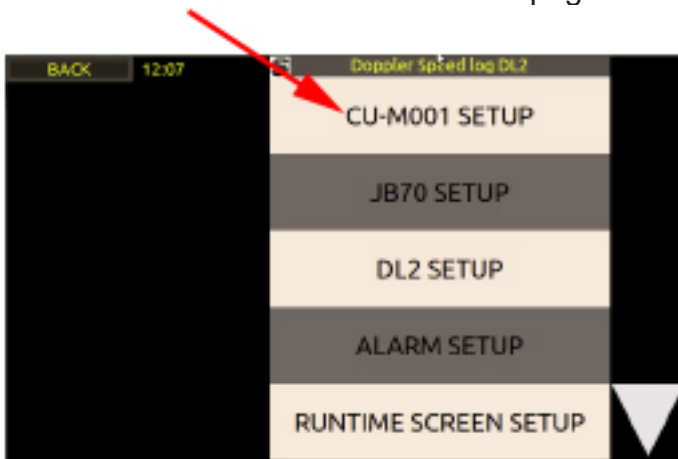 BACK 12:07 Doppler Speed log DL2
CU-M001 SETUP
JB70 SETUP
DL2 SETUP
ALARM SETUP
RUNTIME SCREEN SETUP